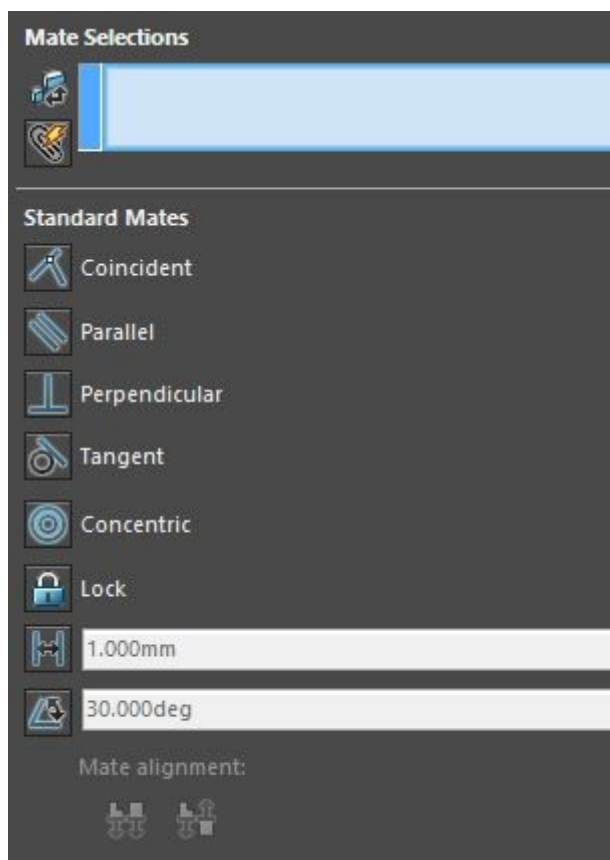 Mate Selections
Standard Mates
Coincident
Parallel
Perpendicular
Tangent
Concentric
Lock
1.000mm
30.000deg
Mate alignment: